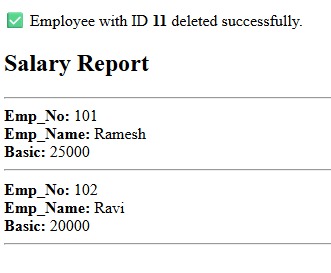 ✅ Employee with ID 11 deleted successfully.
Salary Report
Emp_No: 101
Emp_Name: Ramesh
Basic: 25000
Emp_No: 102
Emp_Name: Ravi
Basic: 20000